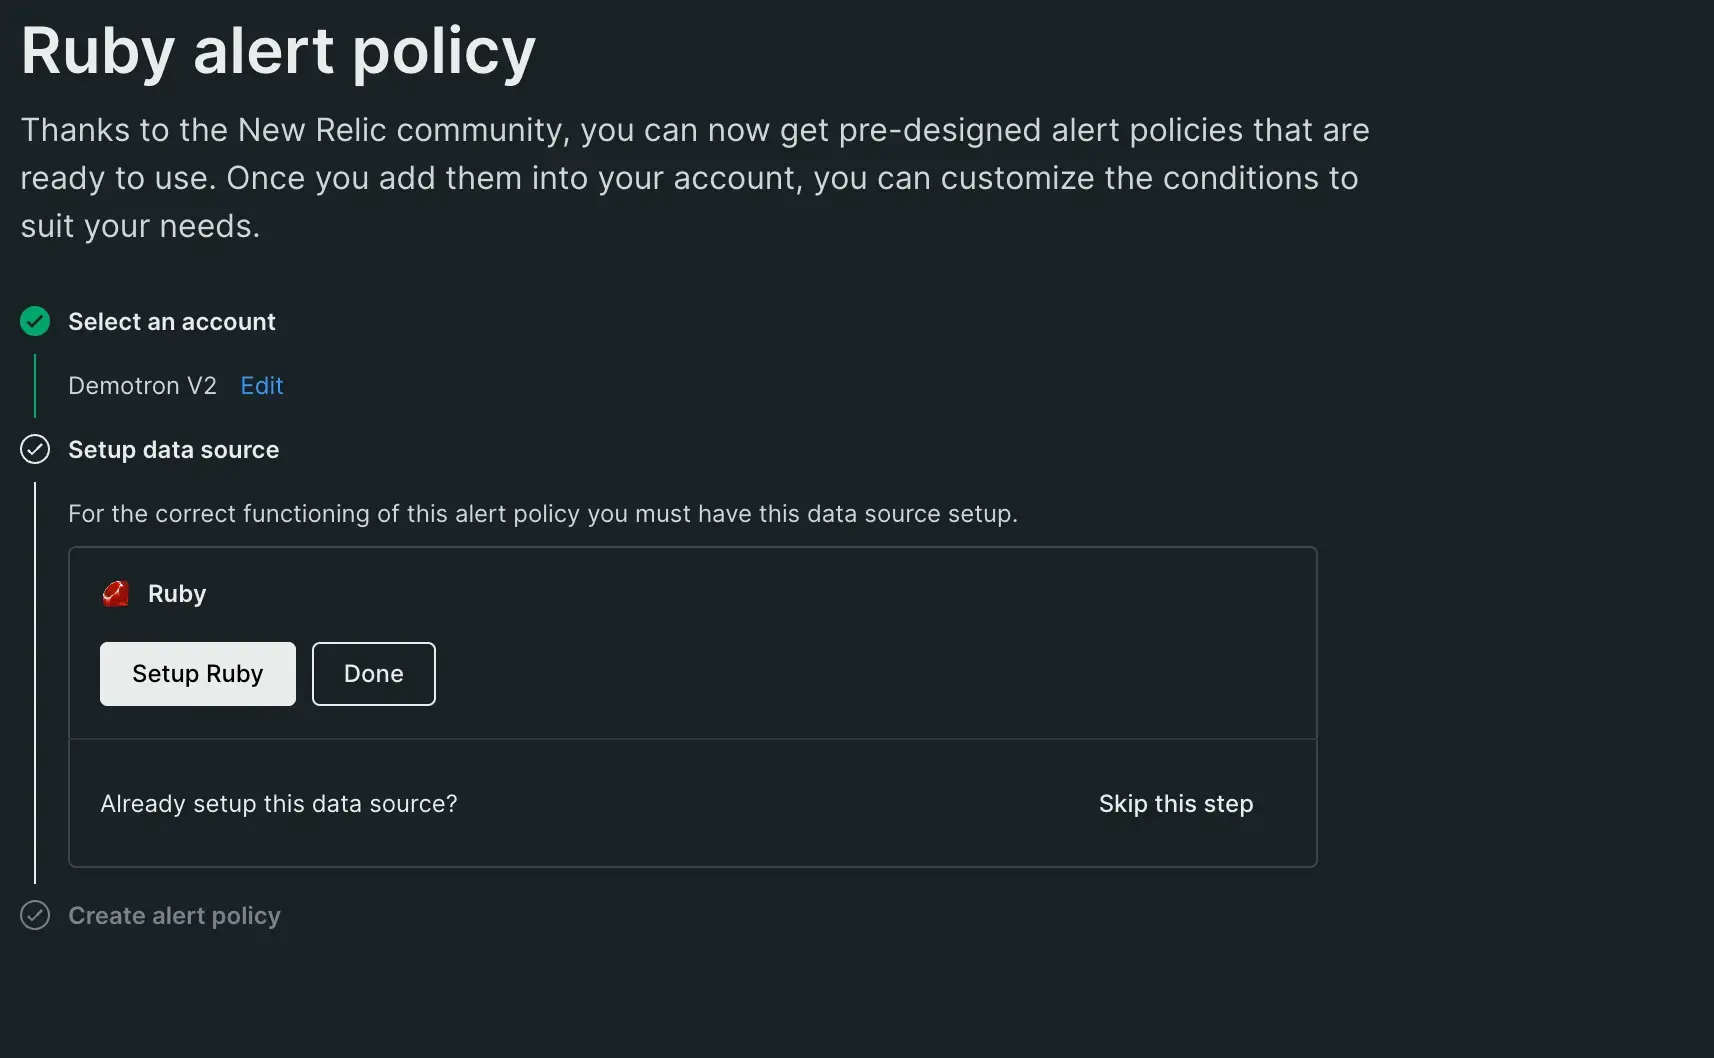 Ruby alert policy
Thanks to the New Relic community, you can now get pre-designed alert policies that are
ready to use. Once you add them into your account, you can customize the conditions to
suit your needs.
Select an account
Demotron V2 Edit
Setup data source
For the correct functioning of this alert policy you must have this data source setup.
Ruby
Setup Ruby Done
Already setup this data source? Skip this step
Create alert policy